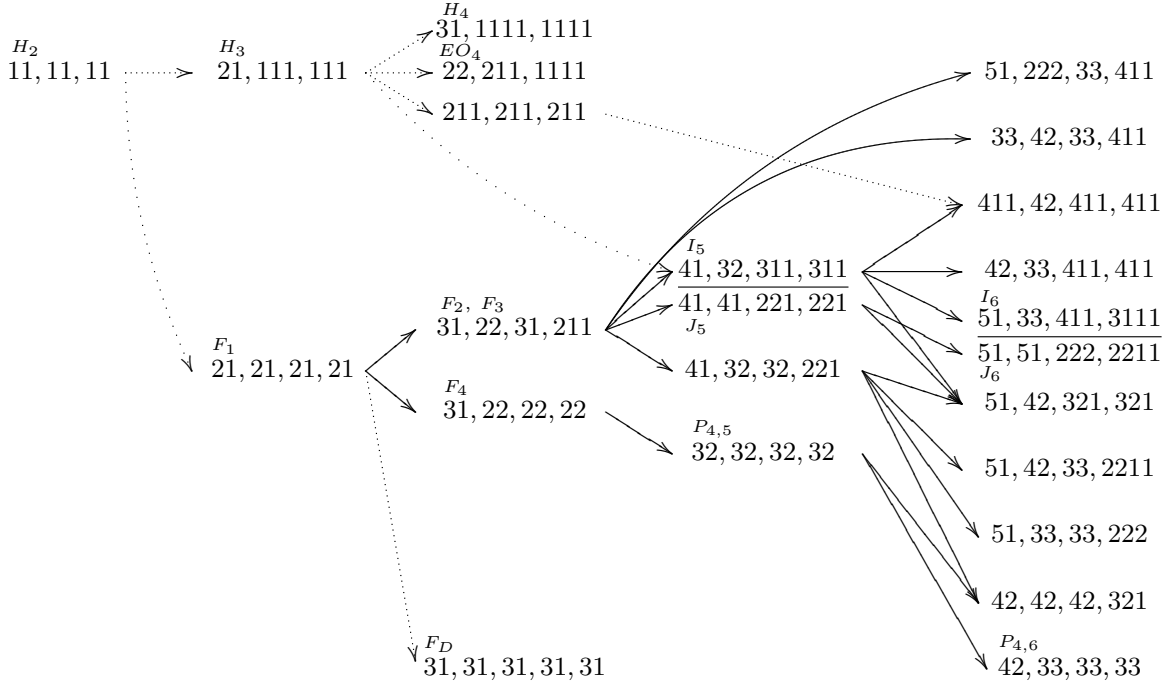 H2
11, 11, 11
H3
21, 111, 111
H4
31, 1111, 1111
EO4
22, 211, 1111
211, 211, 211
F1
21, 21, 21, 21
F2, F3
31, 22, 31, 211
F4
31, 22, 22, 22
FD
31, 31, 31, 31, 31
I5
41, 32, 311, 311
41, 41, 221, 221
J5
41, 32, 32, 221
P4,5
32, 32, 32, 32
51, 222, 33, 411
33, 42, 33, 411
411, 42, 411, 411
42, 33, 411, 411
I6
51, 33, 411, 3111
51, 51, 222, 2211
J6
51, 42, 321, 321
51, 42, 33, 2211
51, 33, 33, 222
42, 42, 42, 321
P4,6
42, 33, 33, 33